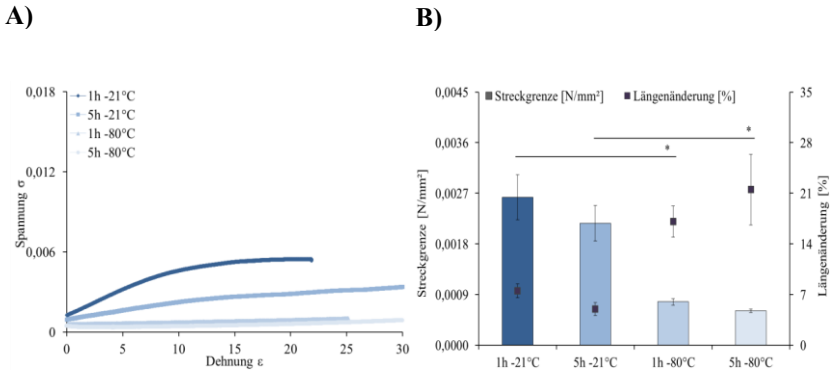 A)
B)
0,018
0,012
0,006
0
Spannung σ
1h -21°C
5h -21°C
1h -80°C
5h -80°C
0 5 10 15 20 25 30
Dehnung ε
Streckgrenze [N/mm²] Längenänderung [%]
0,0045
0,0036
0,0027
0,0018
0,0009
0,0000
Streckgrenze [N/mm²]
* *
35
28
21
14
7
0
Längenänderung [%]
1h -21°C 5h -21°C 1h -80°C 5h -80°C